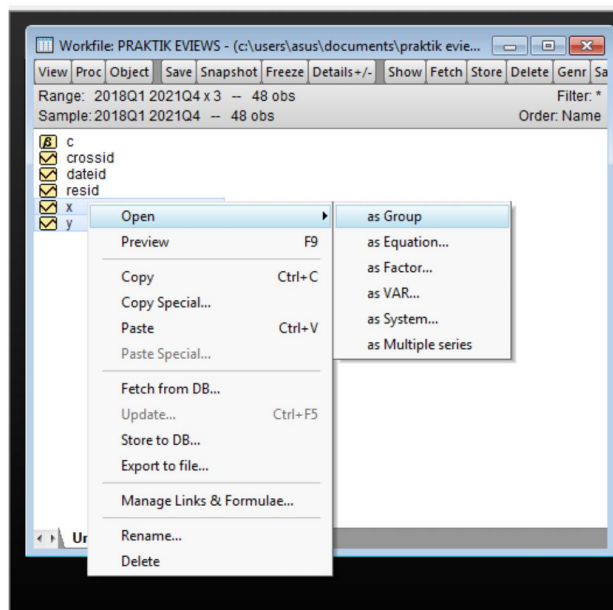 Workfile: PRAKTIK EVIEWS - (c:\users\asus\documents\praktik evie...
View Proc Object Save Snapshot Freeze Details+/- Show Fetch Store Delete Genr Sa
Range: 2018Q1 2021Q4 x 3 -- 48 obs Filter: *
Sample: 2018Q1 2021Q4 -- 48 obs Order: Name
β c
crossid
dateid
resid
x
y
Open
Preview F9
Copy Ctrl+C
Copy Special...
Paste Ctrl+V
Paste Special...
Fetch from DB...
Update... Ctrl+F5
Store to DB...
Export to file...
Manage Links & Formulae...
Rename...
Delete
as Group
as Equation...
as Factor...
as VAR...
as System...
as Multiple series
Ur